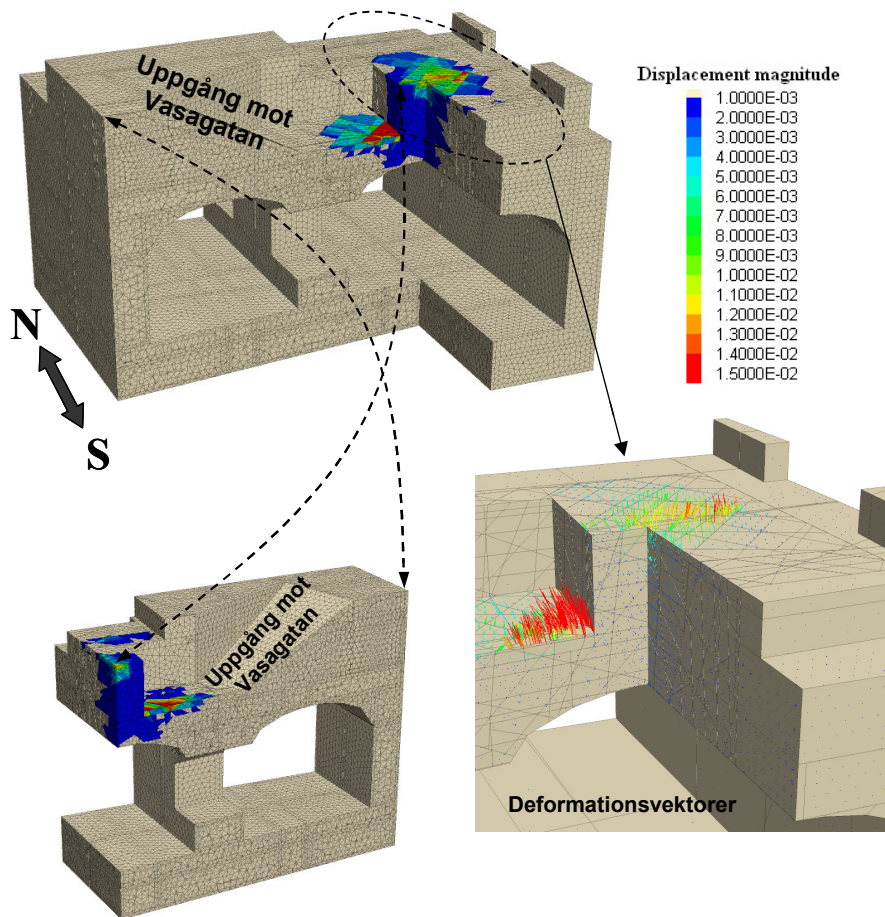 Uppgång mot
Vasagatan
Displacement magnitude
1.0000E-03
2.0000E-03
3.0000E-03
4.0000E-03
5.0000E-03
6.0000E-03
7.0000E-03
8.0000E-03
9.0000E-03
1.0000E-02
1.1000E-02
1.2000E-02
1.3000E-02
1.4000E-02
1.5000E-02
N
S
Uppgång mot
Vasagatan
Deformationsvektorer